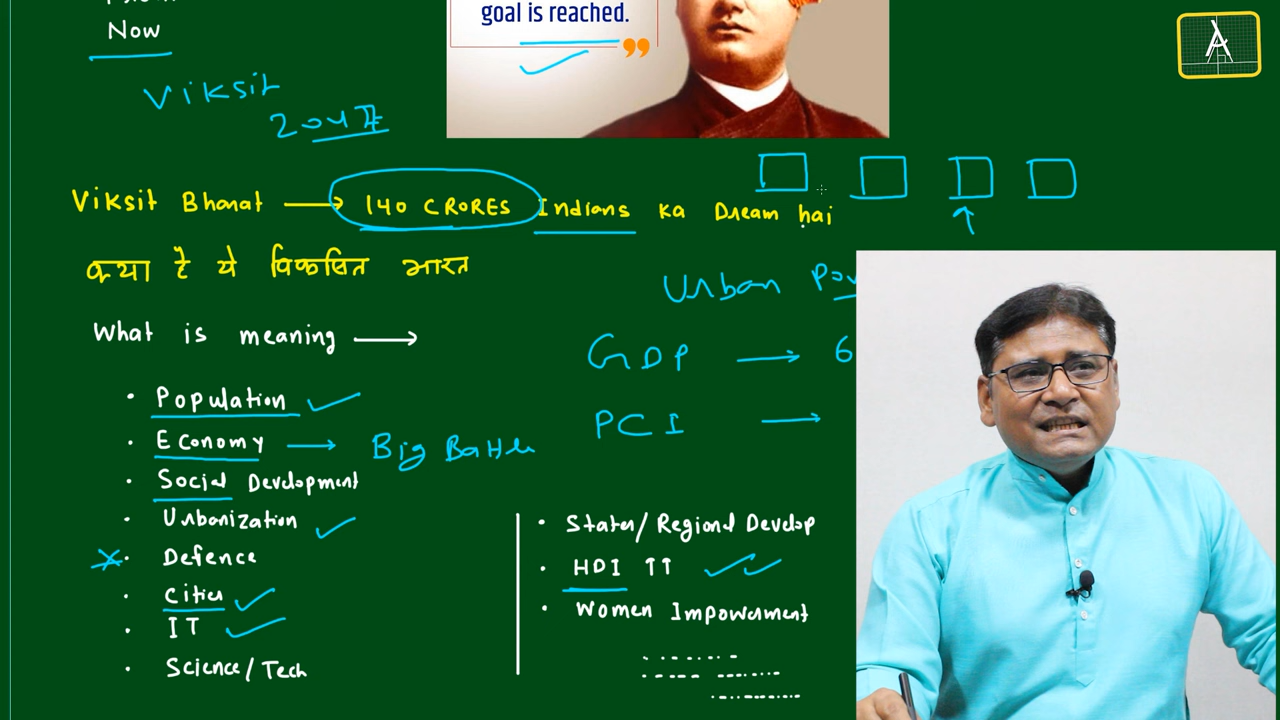 Now
goal is reached.
”
Viksit
2047
Viksit Bharat → 140 CRORES Indians ka Dream hai
क्या है ये विकसित भारत
Urban
What is meaning →
GDP → 6
PCI →
• Population ✓
• Economy → Big Battle
• Social Development
• Urbanization ✓
• Defence
• Cities ✓
• IT ✓
• Science/Tech
• States/Regional Develop
• HDI ↑↑ ✓✓
• Women Impowerment